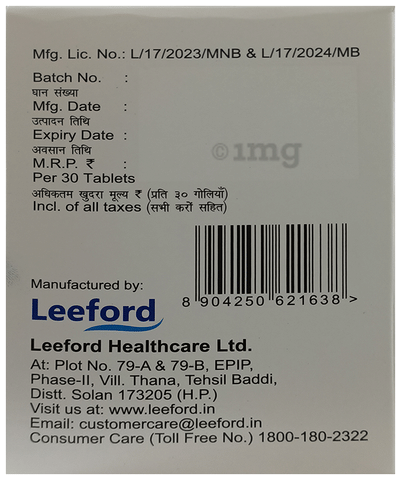 Mfg. Lic. No.: L/17/2023/MNB & L/17/2024/MB
Batch No. :
घान संख्या
Mfg. Date :
उत्पादन तिथि
Expiry Date :
अवसान तिथि
M.R.P. ₹ :
Per 30 Tablets
अधिकतम खुदरा मूल्य ₹ (प्रति ३० गोलियाँ)
Incl. of all taxes (सभी करों सहित)
©1mg
8 904250 621638 >
Manufactured by:
Leeford
Leeford Healthcare Ltd.
At: Plot No. 79-A & 79-B, EPIP,
Phase-II, Vill. Thana, Tehsil Baddi,
Distt. Solan 173205 (H.P.)
Visit us at: www.leeford.in
Email: customercare@leeford.in
Consumer Care (Toll Free No.) 1800-180-2322